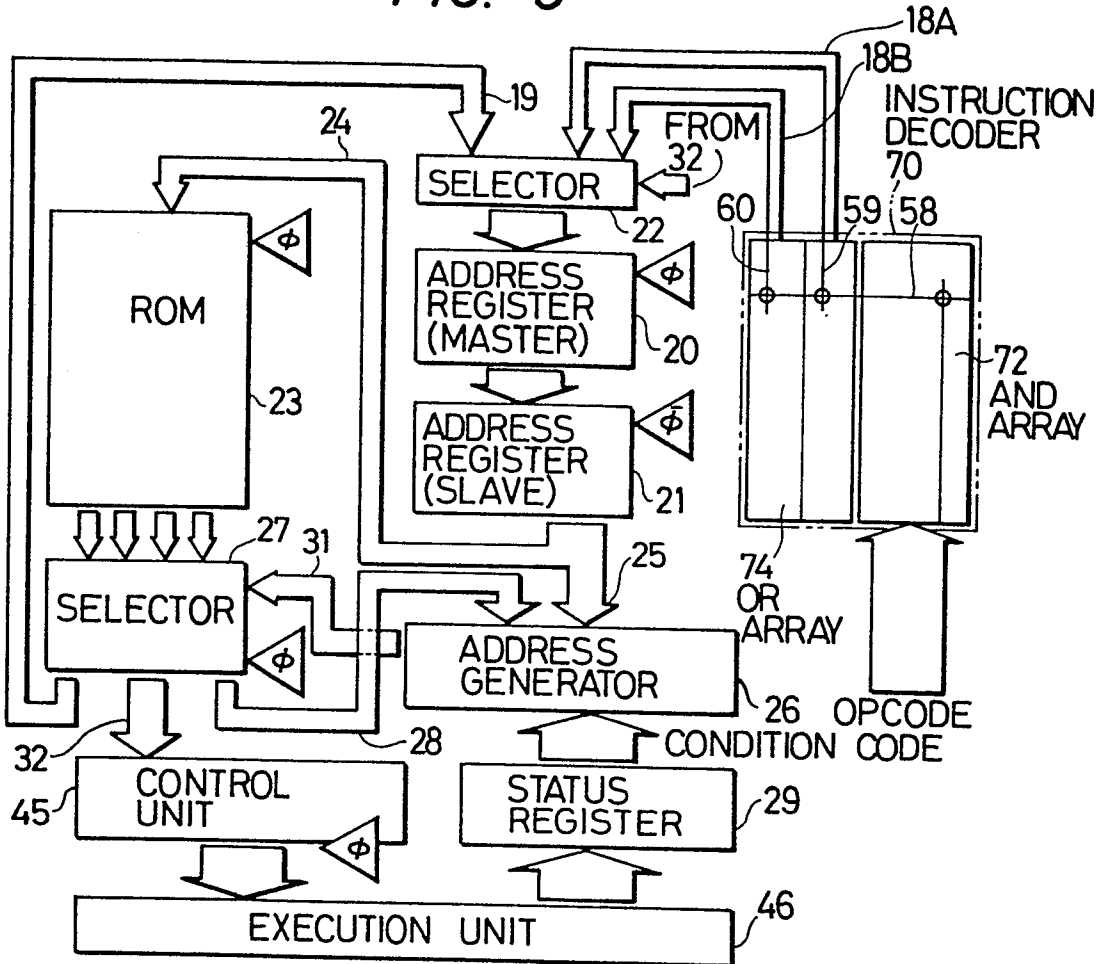 18A
18B
19
INSTRUCTION
DECODER
70
24
FROM
32
SELECTOR
22
60
59
58
φ
ROM
23
ADDRESS
REGISTER
(MASTER)
φ
20
ADDRESS
REGISTER
(SLAVE)
φ̄
21
72
AND
ARRAY
27
31
25
74
OR
ARRAY
SELECTOR
φ
ADDRESS
GENERATOR
26
OPCODE
32
28
CONDITION CODE
45
CONTROL
UNIT
φ
STATUS
REGISTER
29
EXECUTION UNIT
46